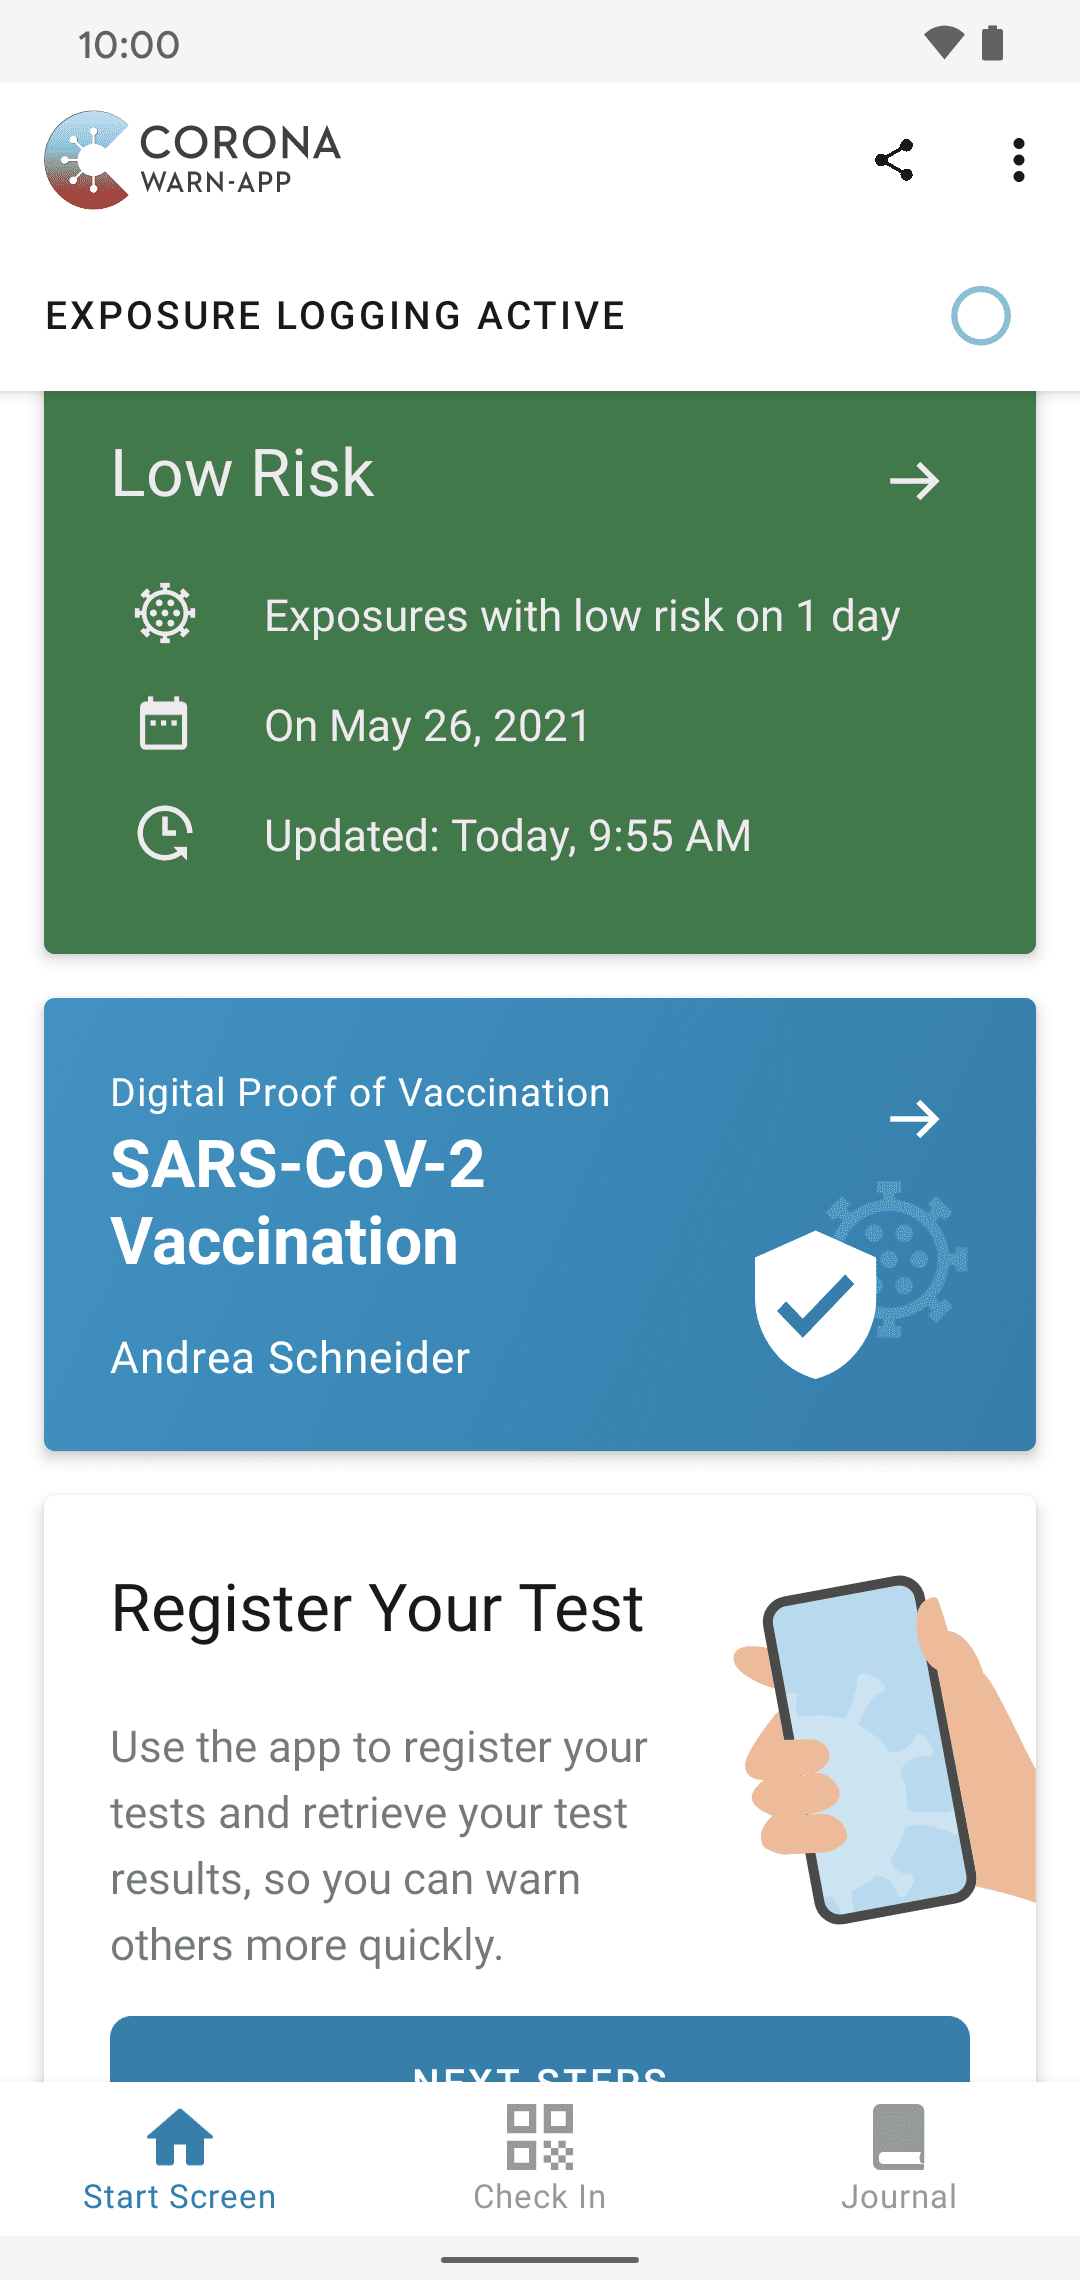 10:00
CORONA
WARN-APP
EXPOSURE LOGGING ACTIVE
Low Risk
Exposures with low risk on 1 day
On May 26, 2021
Updated: Today, 9:55 AM
Digital Proof of Vaccination
SARS-CoV-2
Vaccination
Andrea Schneider
Register Your Test
Use the app to register your
tests and retrieve your test
results, so you can warn
others more quickly.
NEXT STEPS
Start Screen
Check In
Journal